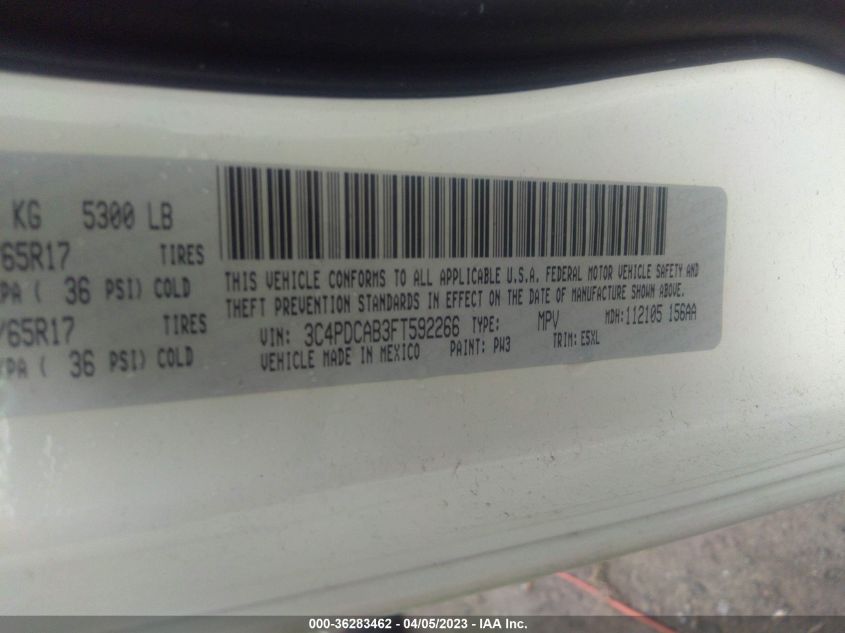 KG 5300 LB
/65R17 TIRES
PA ( 36 PSI) COLD
/65R17 TIRES
PA ( 36 PSI) COLD
THIS VEHICLE CONFORMS TO ALL APPLICABLE U.S.A. FEDERAL MOTOR VEHICLE SAFETY AND
THEFT PREVENTION STANDARDS IN EFFECT ON THE DATE OF MANUFACTURE SHOWN ABOVE.
VIN: 3C4PDCAB3FT592266 TYPE: MPV MDH:112105 156AA
VEHICLE MADE IN MEXICO PAINT: PW3 TRIM: E5XL
000-36283462 - 04/05/2023 - IAA Inc.